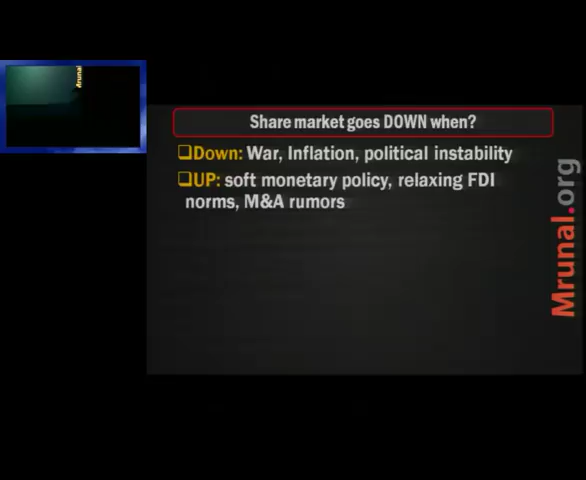 Mrunal
Share market goes DOWN when?
❑Down: War, Inflation, political instability
❑UP: soft monetary policy, relaxing FDI
norms, M&A rumors
Mrunal.org